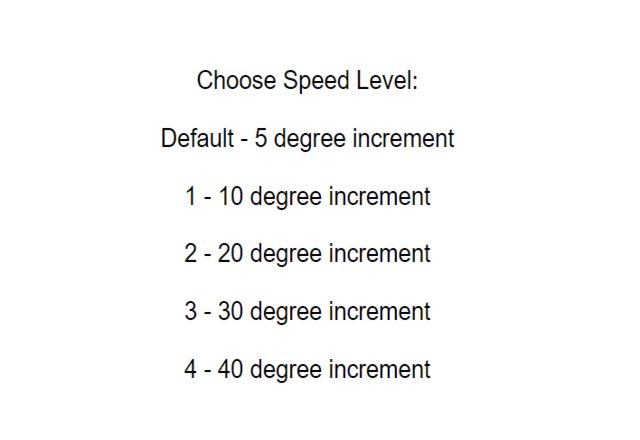 Choose Speed Level:
Default - 5 degree increment
1 - 10 degree increment
2 - 20 degree increment
3 - 30 degree increment
4 - 40 degree increment